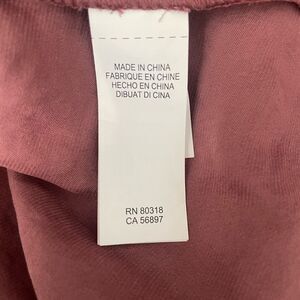 MADE IN CHINA
FABRIQUE EN CHINE
HECHO EN CHINA
DIBUAT DI CINA
RN 80318
CA 56897